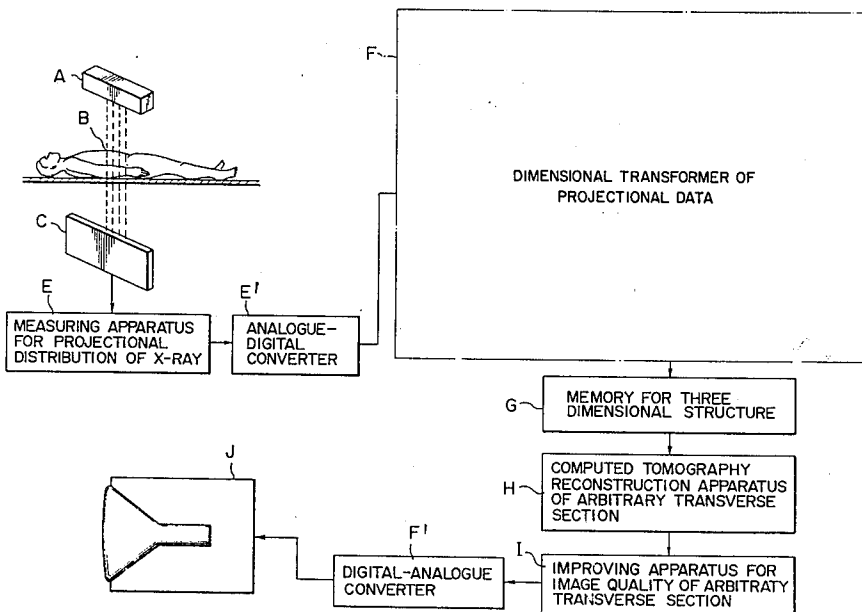 A
B
C
E
MEASURING APPARATUS
FOR PROJECTIONAL
DISTRIBUTION OF X-RAY
E'
ANALOGUE-
DIGITAL
CONVERTER
F
DIMENSIONAL TRANSFORMER OF
PROJECTIONAL DATA
G
MEMORY FOR THREE
DIMENSIONAL STRUCTURE
H
COMPUTED TOMOGRAPHY
RECONSTRUCTION APPARATUS
OF ARBITRARY TRANSVERSE
SECTION
I
IMPROVING APPARATUS FOR
IMAGE QUALITY OF ARBITRATY
TRANSVERSE SECTION
F'
DIGITAL-ANALOGUE
CONVERTER
J